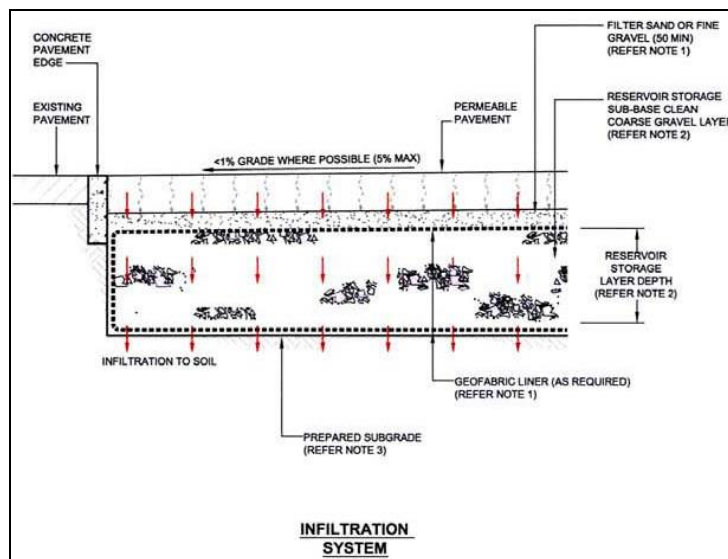 CONCRETE
PAVEMENT
EDGE
EXISTING
PAVEMENT
FILTER SAND OR FINE
GRAVEL (50 MIN)
(REFER NOTE 1)
PERMEABLE
PAVEMENT
RESERVOIR STORAGE
SUB-BASE CLEAN
COARSE GRAVEL LAYER
(REFER NOTE 2)
<1% GRADE WHERE POSSIBLE (5% MAX)
RESERVOIR
STORAGE
LAYER DEPTH
(REFER NOTE 2)
INFILTRATION TO SOIL
GEOFABRIC LINER (AS REQUIRED)
(REFER NOTE 1)
PREPARED SUBGRADE
(REFER NOTE 3)
INFILTRATION
SYSTEM